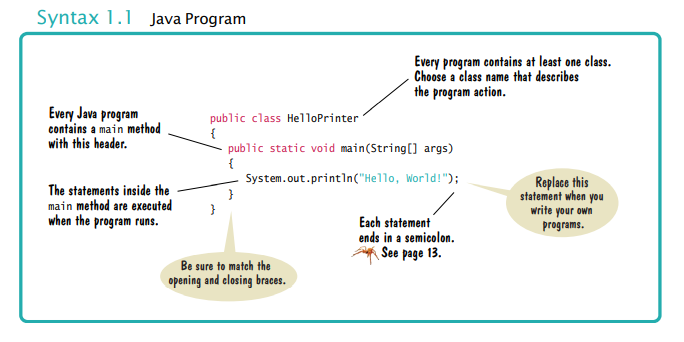 Syntax 1.1 Java Program
Every program contains at least one class.
Choose a class name that describes
the program action.
Every Java program
contains a main method
with this header.
public class HelloPrinter
{
public static void main(String[] args)
{
System.out.println("Hello, World!");
}
}
The statements inside the
main method are executed
when the program runs.
Replace this
statement when you
write your own
programs.
Each statement
ends in a semicolon.
See page 13.
Be sure to match the
opening and closing braces.